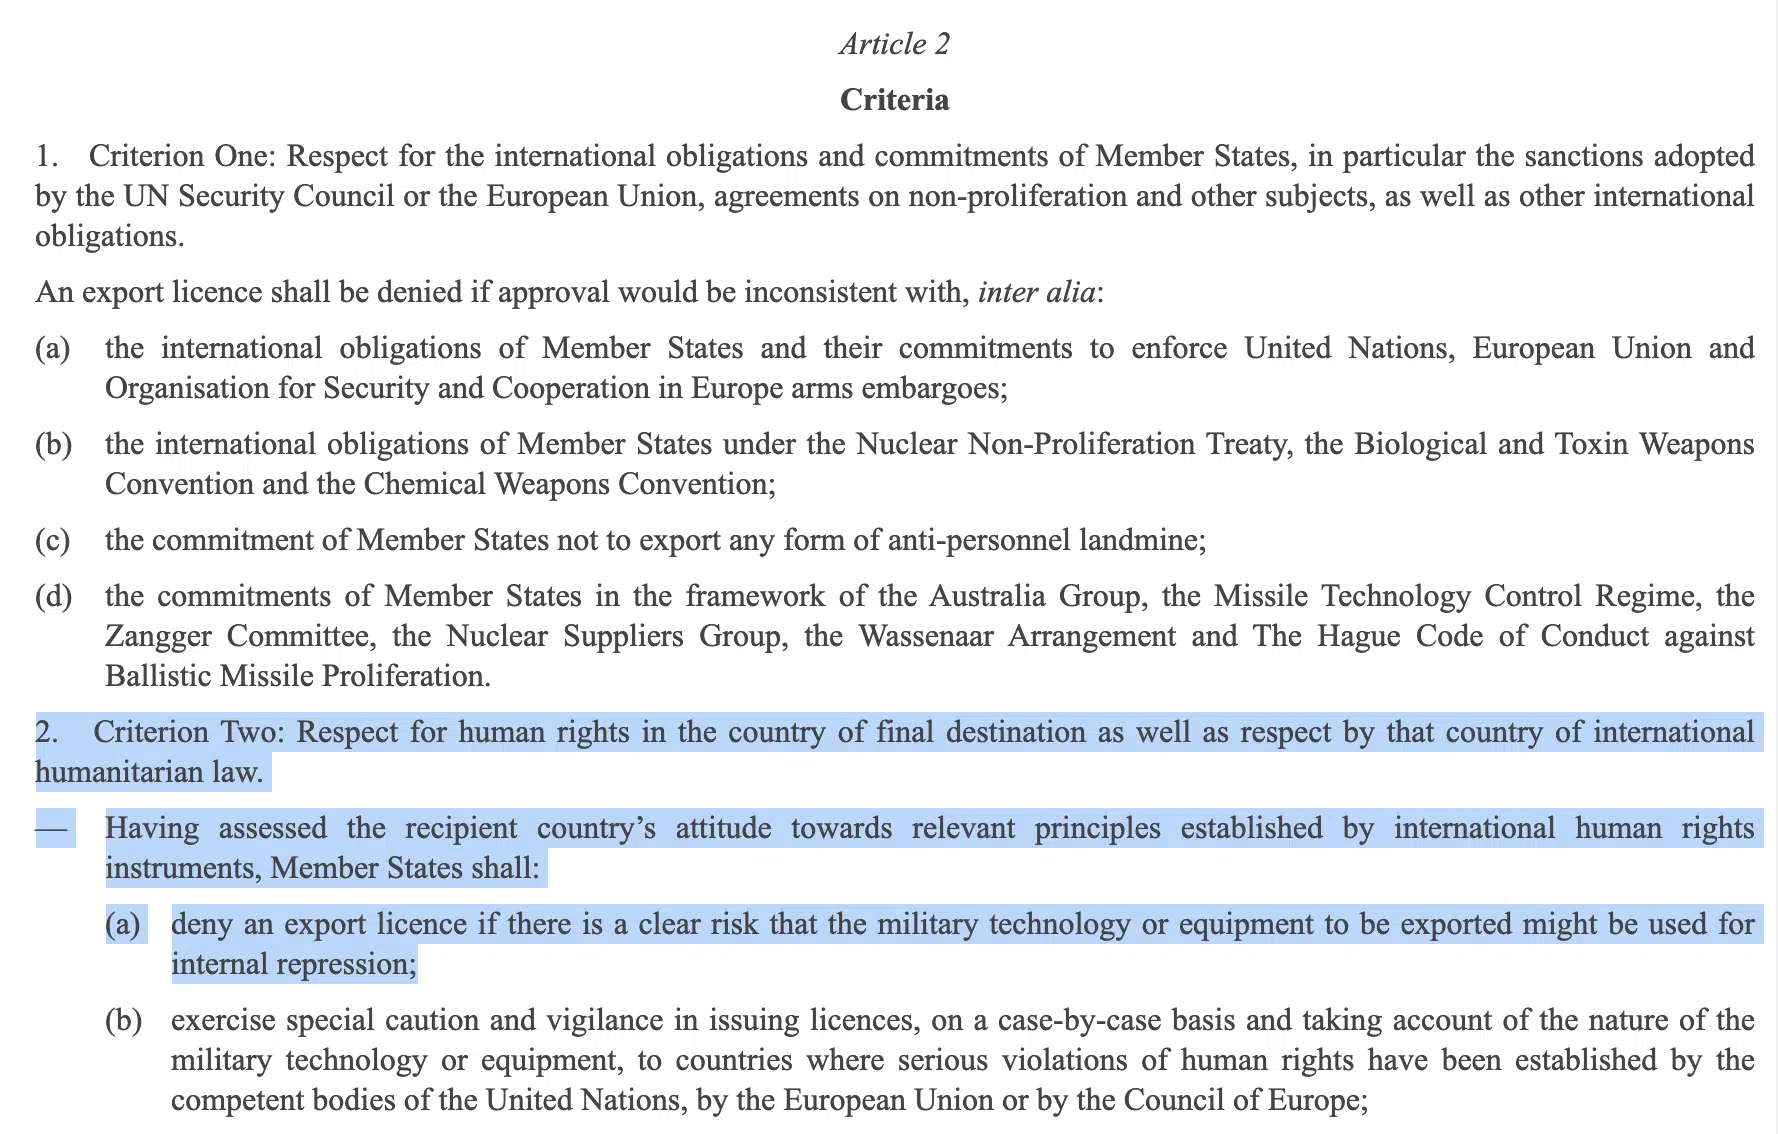 Article 2
Criteria
1. Criterion One: Respect for the international obligations and commitments of Member States, in particular the sanctions adopted
by the UN Security Council or the European Union, agreements on non-proliferation and other subjects, as well as other international
obligations.
An export licence shall be denied if approval would be inconsistent with, inter alia:
(a) the international obligations of Member States and their commitments to enforce United Nations, European Union and
Organisation for Security and Cooperation in Europe arms embargoes;
(b) the international obligations of Member States under the Nuclear Non-Proliferation Treaty, the Biological and Toxin Weapons
Convention and the Chemical Weapons Convention;
(c) the commitment of Member States not to export any form of anti-personnel landmine;
(d) the commitments of Member States in the framework of the Australia Group, the Missile Technology Control Regime, the
Zangger Committee, the Nuclear Suppliers Group, the Wassenaar Arrangement and The Hague Code of Conduct against
Ballistic Missile Proliferation.
2. Criterion Two: Respect for human rights in the country of final destination as well as respect by that country of international
humanitarian law.
— Having assessed the recipient country’s attitude towards relevant principles established by international human rights
instruments, Member States shall:
(a) deny an export licence if there is a clear risk that the military technology or equipment to be exported might be used for
internal repression;
(b) exercise special caution and vigilance in issuing licences, on a case-by-case basis and taking account of the nature of the
military technology or equipment, to countries where serious violations of human rights have been established by the
competent bodies of the United Nations, by the European Union or by the Council of Europe;